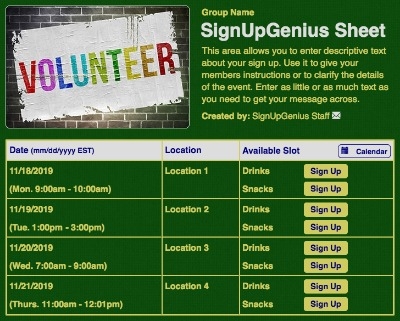 VOLUNTEER
Group Name
SignUpGenius Sheet
This area allows you to enter descriptive text
about your sign up. Use it to give your
members instructions or to clarify the details
of the event. Enter as little or as much text as
you need to get your message across.
Created by: SignUpGenius Staff
Date (mm/dd/yyyy EST) Location Available Slot Calendar
11/18/2019 Location 1 Drinks Sign Up
(Mon. 9:00am - 10:00am) Snacks Sign Up
11/19/2019 Location 2 Drinks Sign Up
(Tue. 1:00pm - 3:00pm) Snacks Sign Up
11/20/2019 Location 3 Drinks Sign Up
(Wed. 7:00am - 9:00am) Snacks Sign Up
11/21/2019 Location 4 Drinks Sign Up
(Thurs. 11:00am - 12:01pm) Snacks Sign Up